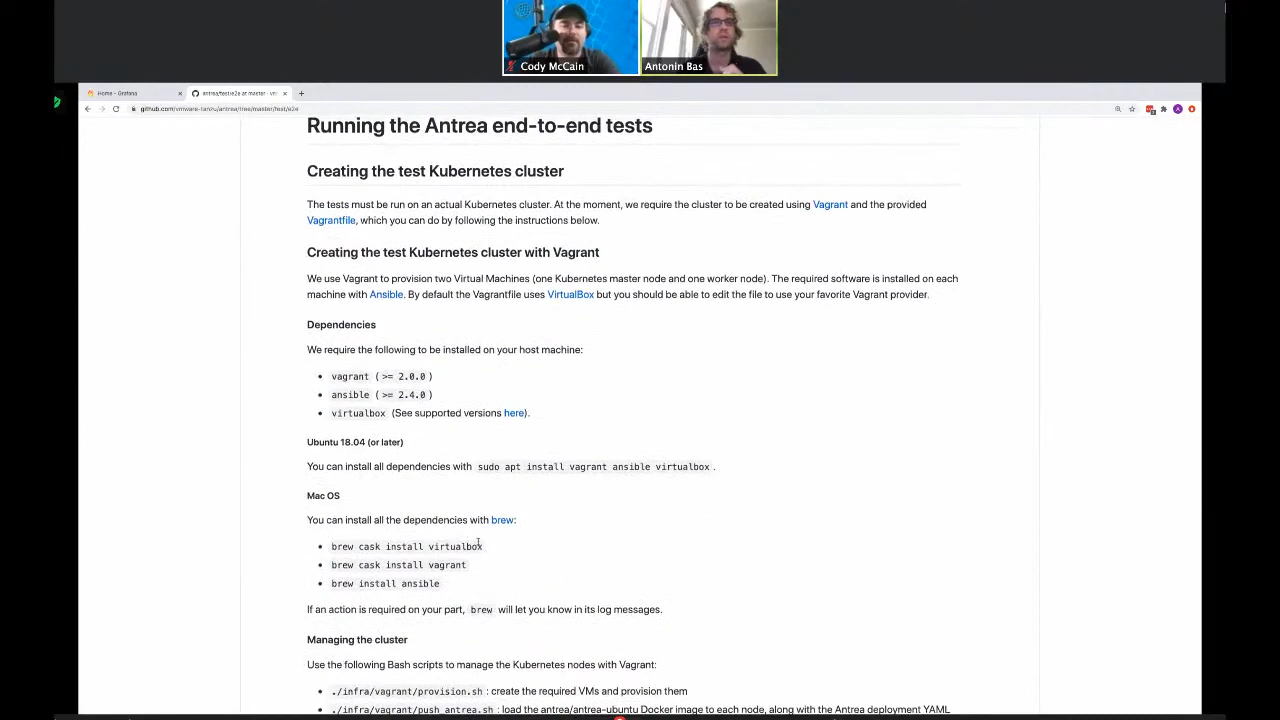 Cody McCain
Antonin Bas
Home - Grafana
antrea/test/e2e at master · vm
github.com/vmware-tanzu/antrea/tree/master/test/e2e
Running the Antrea end-to-end tests
Creating the test Kubernetes cluster
The tests must be run on an actual Kubernetes cluster. At the moment, we require the cluster to be created using Vagrant and the provided
Vagrantfile, which you can do by following the instructions below.
Creating the test Kubernetes cluster with Vagrant
We use Vagrant to provision two Virtual Machines (one Kubernetes master node and one worker node). The required software is installed on each
machine with Ansible. By default the Vagrantfile uses VirtualBox but you should be able to edit the file to use your favorite Vagrant provider.
Dependencies
We require the following to be installed on your host machine:
• vagrant ( >= 2.0.0 )
• ansible ( >= 2.4.0 )
• virtualbox (See supported versions here).
Ubuntu 18.04 (or later)
You can install all dependencies with sudo apt install vagrant ansible virtualbox .
Mac OS
You can install all the dependencies with brew:
• brew cask install virtualbox
• brew cask install vagrant
• brew install ansible
If an action is required on your part, brew will let you know in its log messages.
Managing the cluster
Use the following Bash scripts to manage the Kubernetes nodes with Vagrant:
• ./infra/vagrant/provision.sh : create the required VMs and provision them
• ./infra/vagrant/push_antrea.sh : load the antrea/antrea-ubuntu Docker image to each node, along with the Antrea deployment YAML